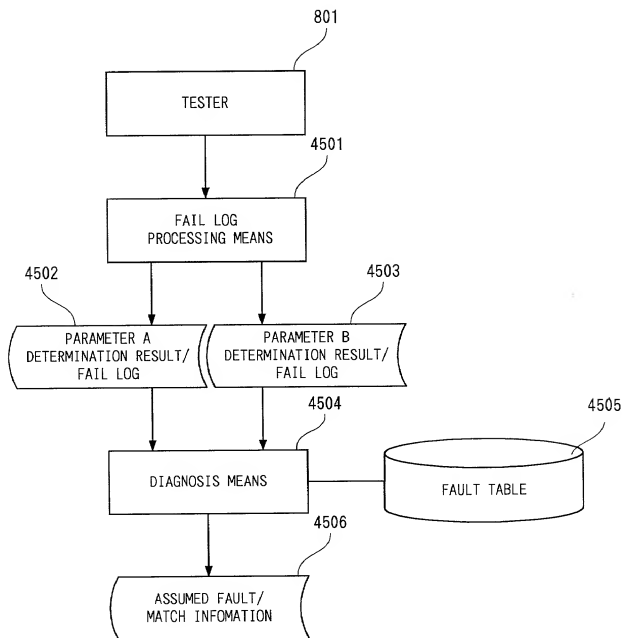 801
TESTER
4501
FAIL LOG
PROCESSING MEANS
4502
4503
PARAMETER A
DETERMINATION RESULT/
FAIL LOG
PARAMETER B
DETERMINATION RESULT/
FAIL LOG
4504
4505
DIAGNOSIS MEANS
FAULT TABLE
4506
ASSUMED FAULT/
MATCH INFOMATION